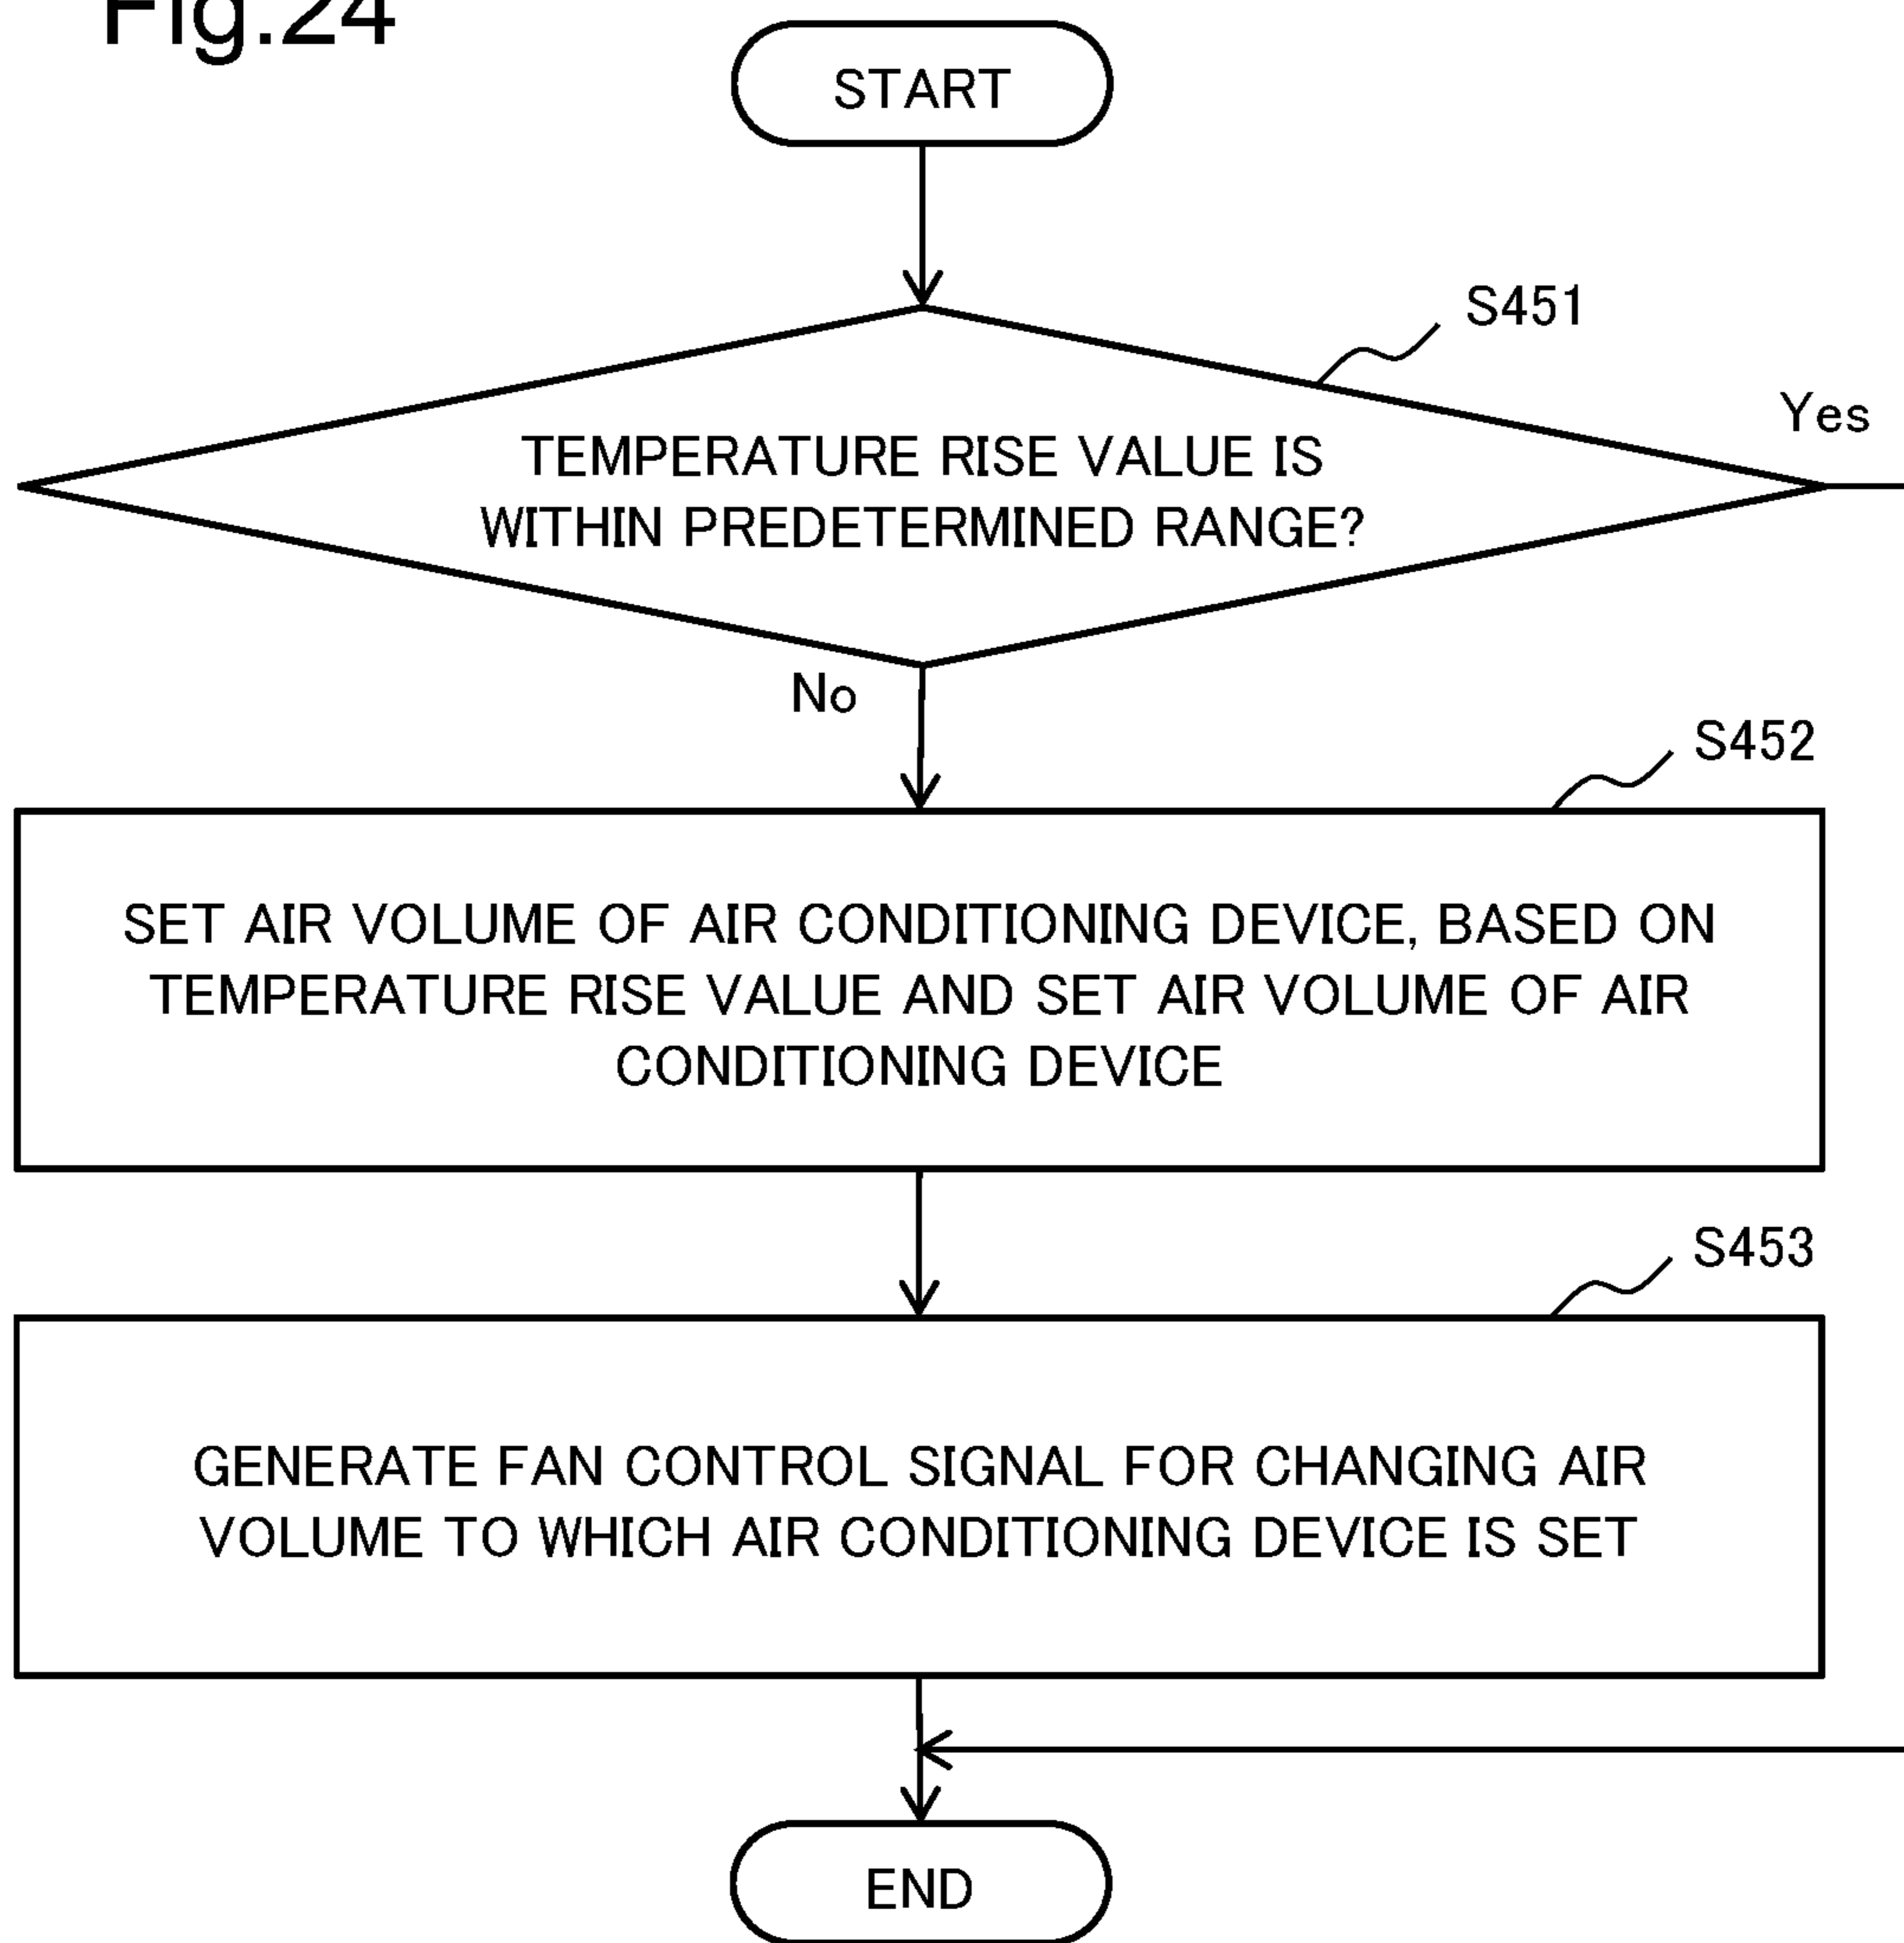 Fig.24
START
S451
Yes
TEMPERATURE RISE VALUE IS
WITHIN PREDETERMINED RANGE?
No
S452
SET AIR VOLUME OF AIR CONDITIONING DEVICE, BASED ON
TEMPERATURE RISE VALUE AND SET AIR VOLUME OF AIR
CONDITIONING DEVICE
S453
GENERATE FAN CONTROL SIGNAL FOR CHANGING AIR
VOLUME TO WHICH AIR CONDITIONING DEVICE IS SET
END